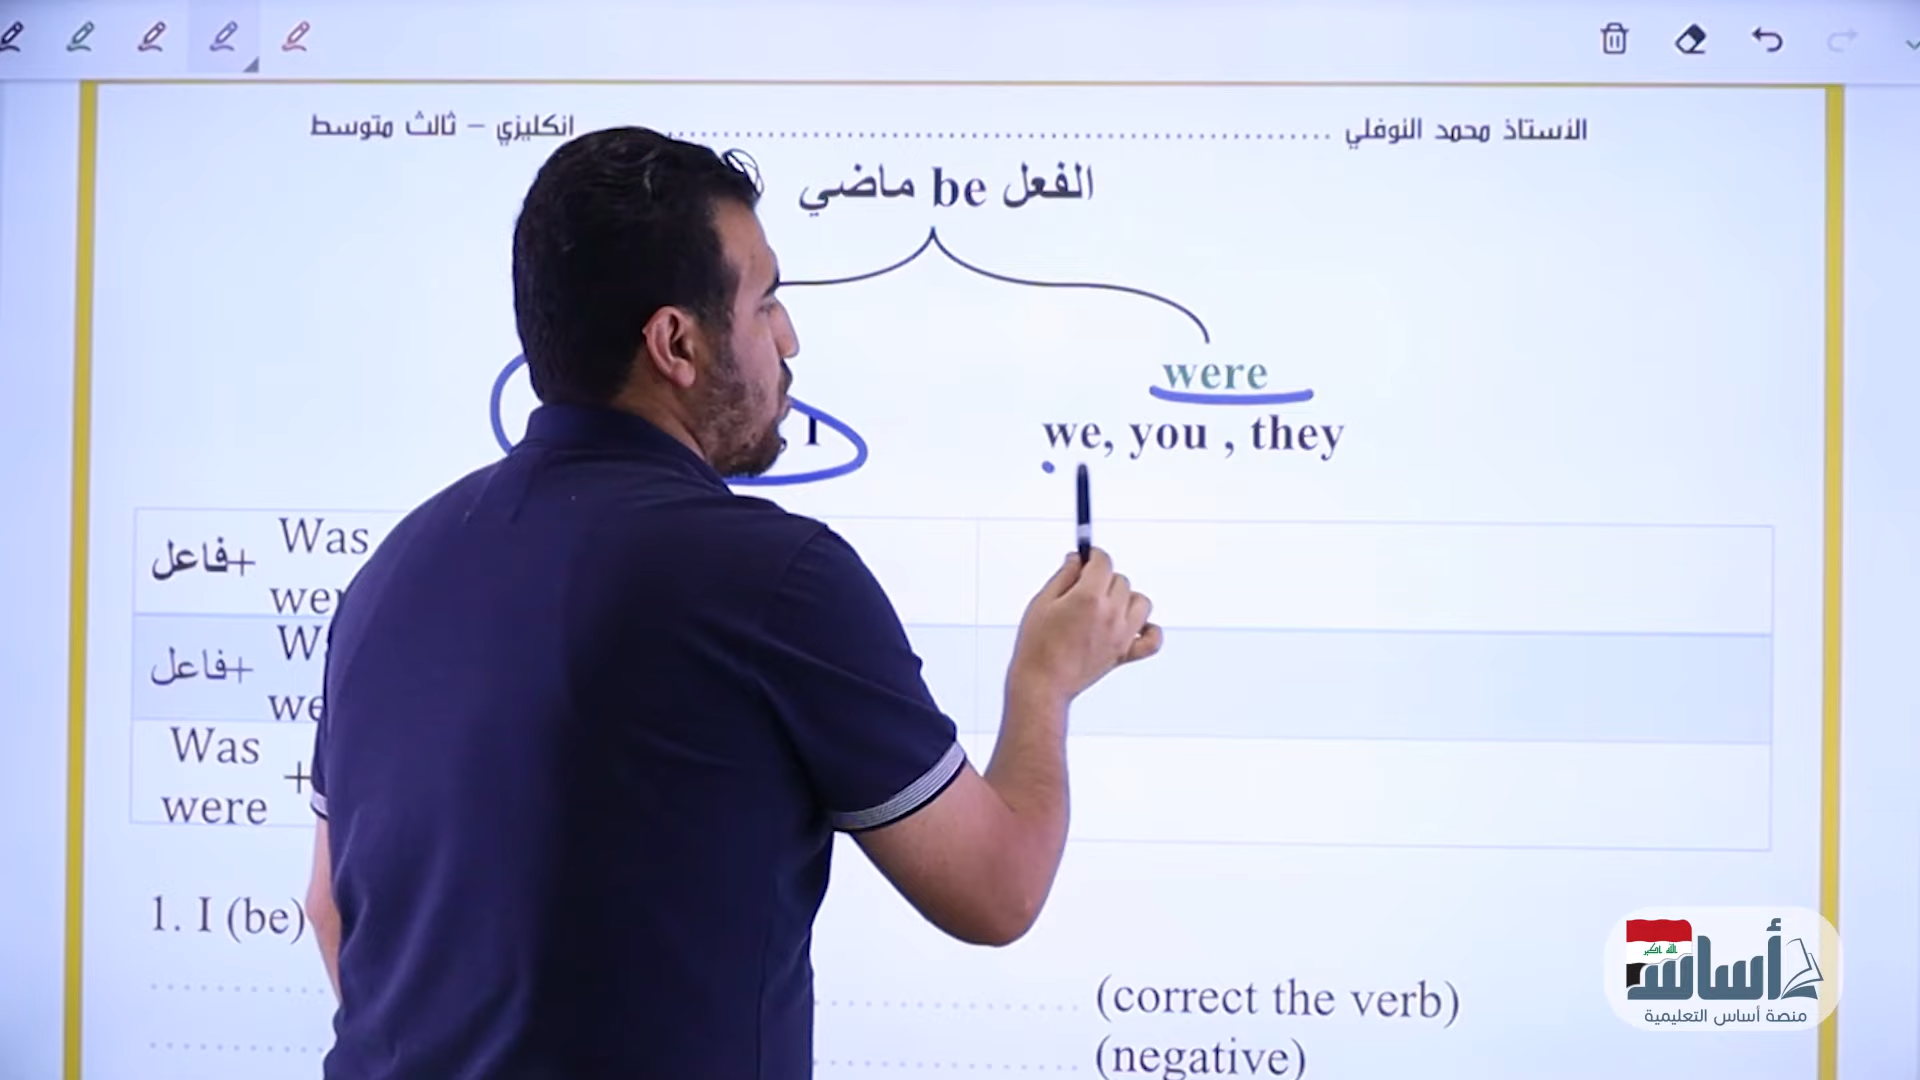 الأستاذ محمد النوفلي ........ انكليزي – ثالث متوسط
الفعل be ماضي
were
, I
we, you , they
فاعل+ Was
were
فاعل+
Was
were +
1. I (be)
(correct the verb)
(negative)
أساس
منصة أساس التعليمية